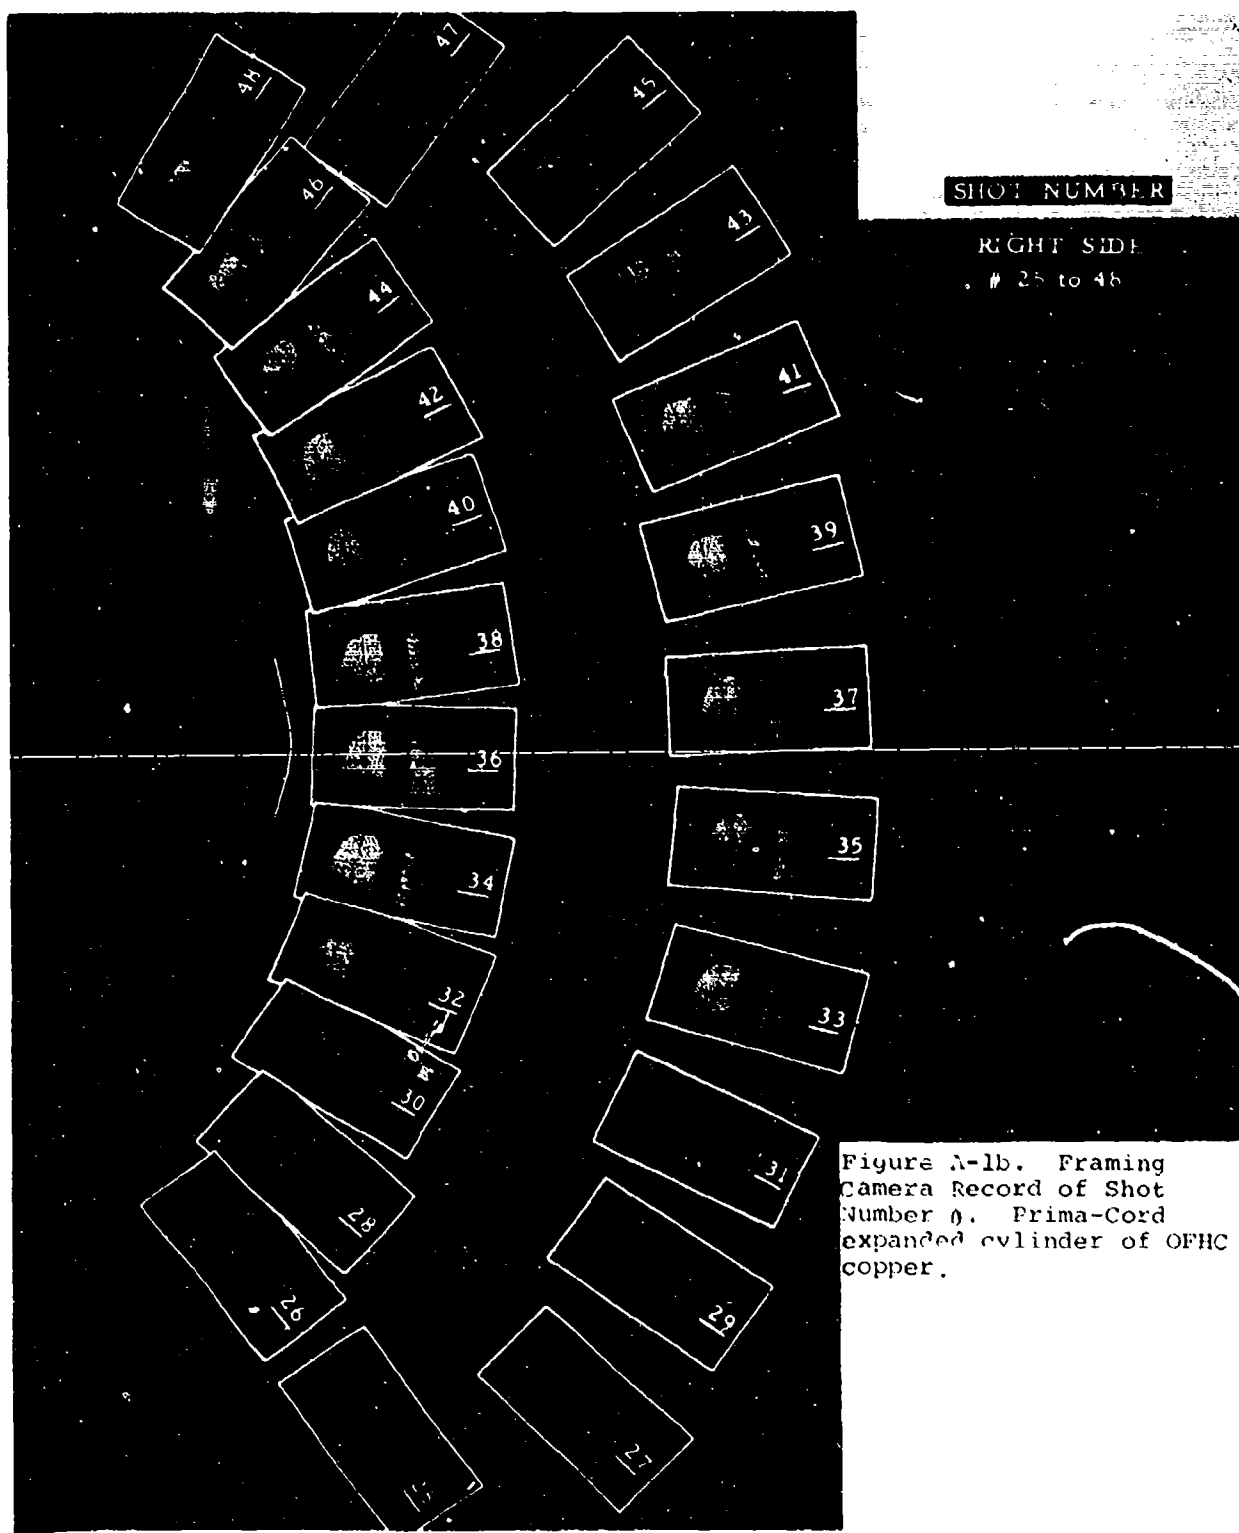 47
48
45
46
SHOT NUMBER
43
RIGHT SIDE
# 25 to 48
44
41
42
40
39
38
37
36
35
34
32
33
30
31
28
26
29
27
Figure A-1b. Framing
Camera Record of Shot
Number. Prima-Cord
expanded cylinder of OFHC
copper.